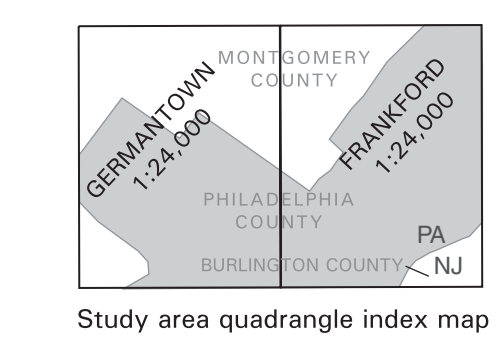 MONTGOMERY
COUNTY
GERMANTOWN
1:24,000
FRANKFORD
1:24,000
PHILADELPHIA
COUNTY
PA
BURLINGTON COUNTY
NJ
Study area quadrangle index map